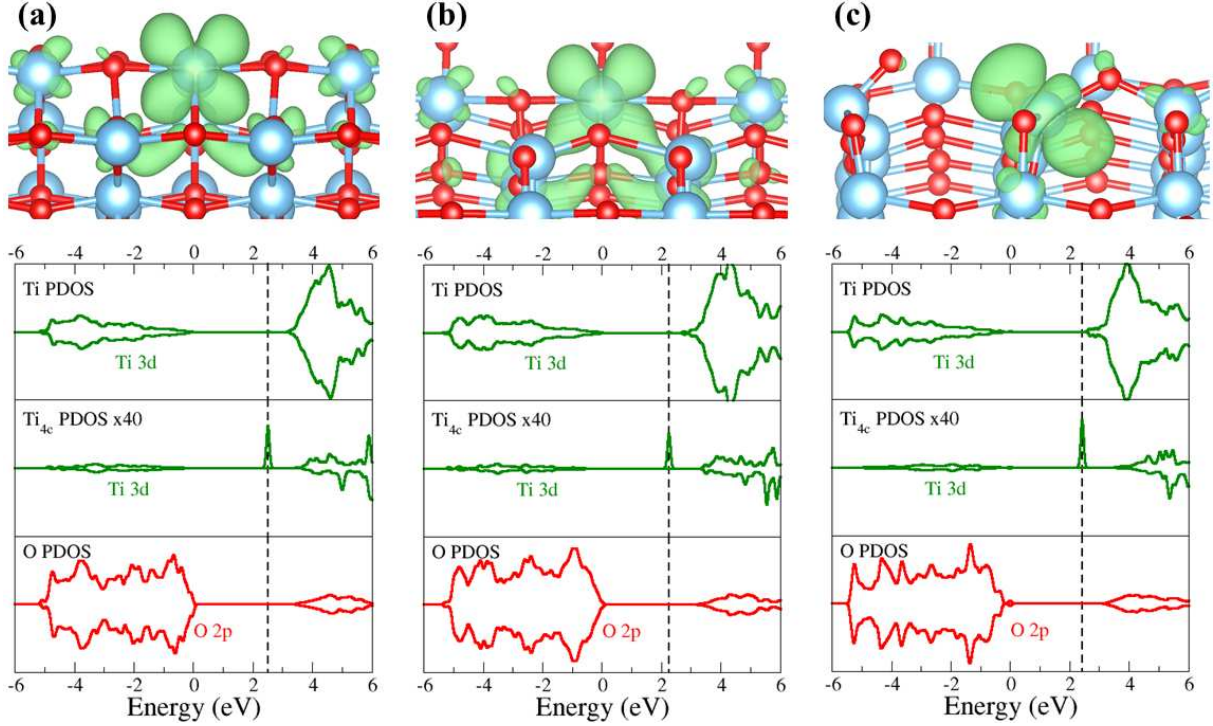 (a)
-6 -4 -2 0 2 4 6
Ti PDOS
Ti 3d
Ti4c PDOS x40
Ti 3d
O PDOS
O 2p
-6 -4 -2 0 2 4 6
Energy (eV)
(b)
-6 -4 -2 0 2 4 6
Ti PDOS
Ti 3d
Ti4c PDOS x40
Ti 3d
O PDOS
O 2p
-6 -4 -2 0 2 4 6
Energy (eV)
(c)
-6 -4 -2 0 2 4 6
Ti PDOS
Ti 3d
Ti4c PDOS x40
Ti 3d
O PDOS
O 2p
-6 -4 -2 0 2 4 6
Energy (eV)